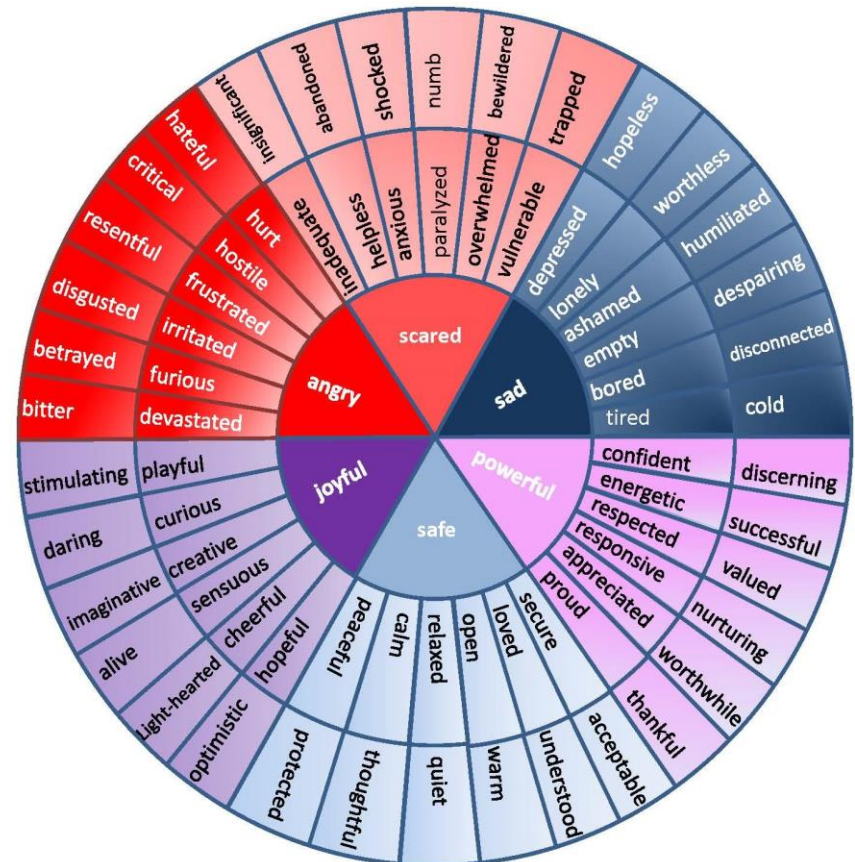 Insignificant
abandoned
shocked
numb
bewildered
trapped
inadequate
helpless
anxious
paralyzed
overwhelmed
vulnerable
scared
hopeless
worthless
humiliated
despairing
disconnected
cold
depressed
lonely
ashamed
empty
bored
tired
sad
discerning
successful
valued
nurturing
worthwhile
thankful
confident
energetic
respected
responsive
appreciated
proud
powerful
acceptable
understood
warm
quiet
thoughtful
protected
secure
loved
open
relaxed
calm
peaceful
safe
optimistic
Light-hearted
alive
imaginative
daring
stimulating
hopeful
cheerful
sensuous
creative
curious
playful
joyful
bitter
betrayed
disgusted
resentful
critical
hateful
devastated
furious
irritated
frustrated
hostile
hurt
angry